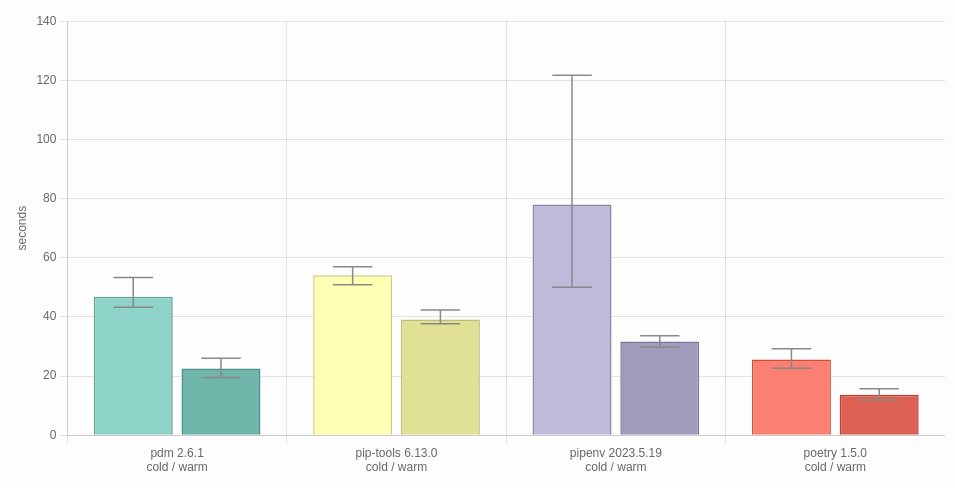 140
120
100
80
60
40
20
0
seconds
pdm 2.6.1
cold / warm
pip-tools 6.13.0
cold / warm
pipenv 2023.5.19
cold / warm
poetry 1.5.0
cold / warm